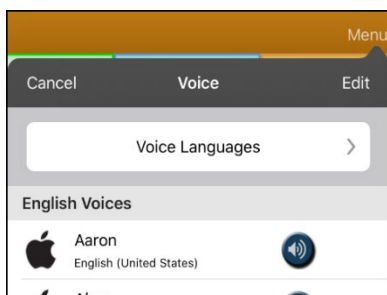 Menu
Cancel Voice Edit
Voice Languages
English Voices
Aaron
English (United States)